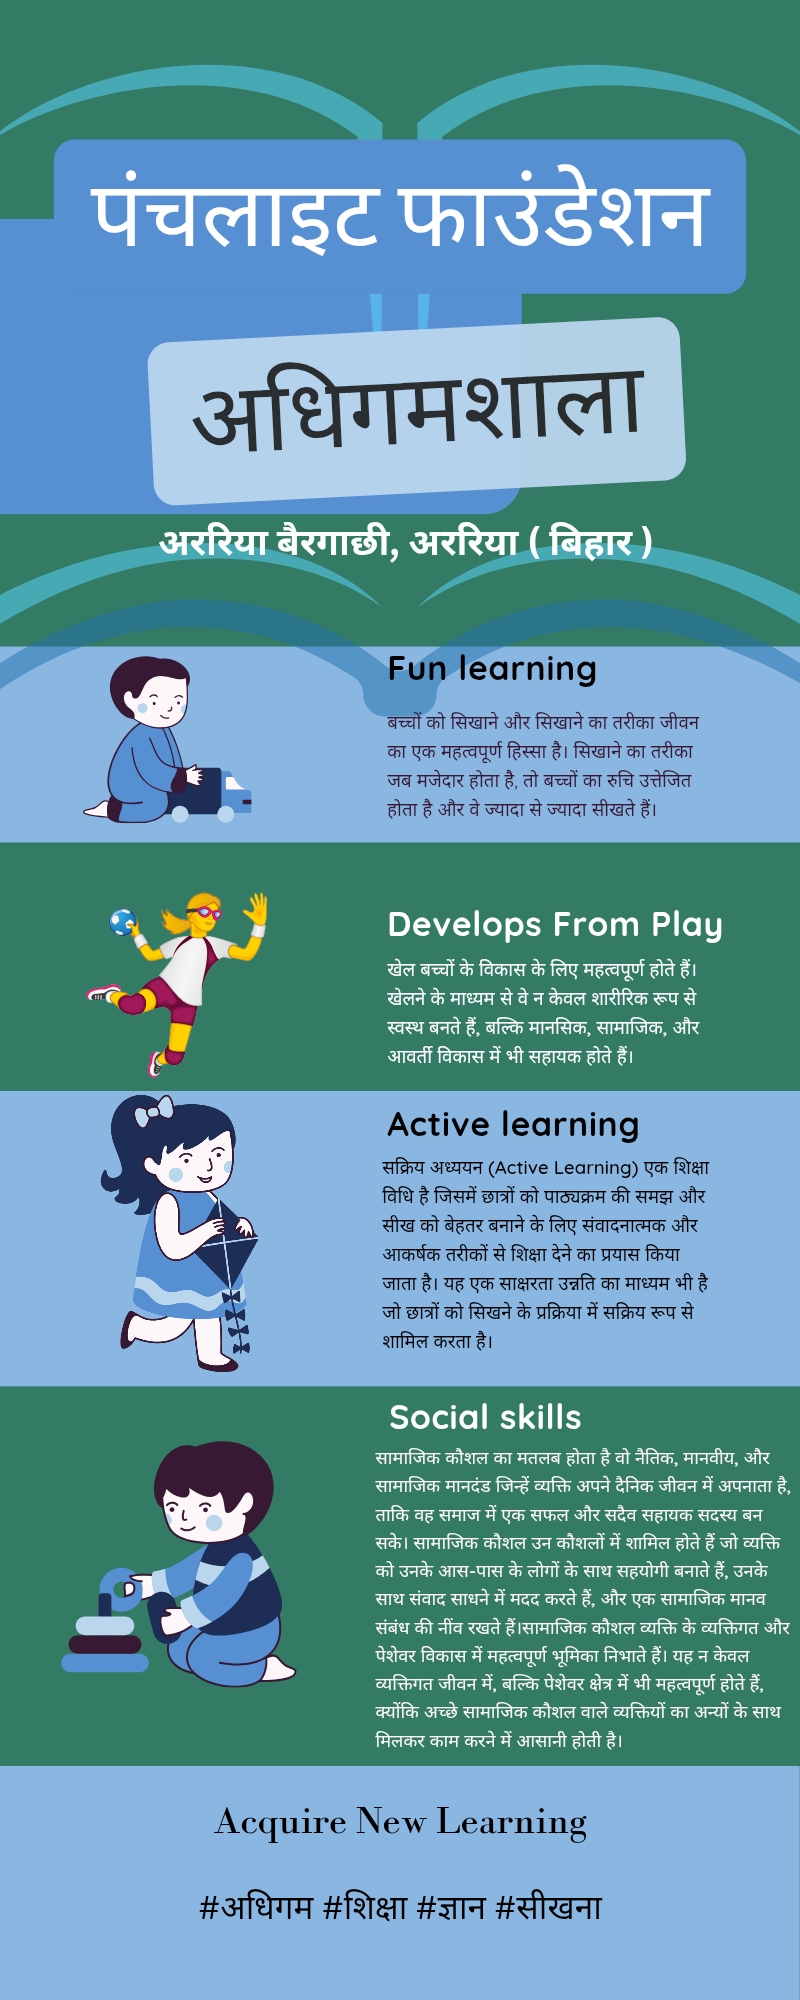 पंचलाइट फाउंडेशन
अधिगमशाला
अररिया बैरगाछी, अररिया ( बिहार )
Fun learning
बच्चों को सिखाने और सिखाने का तरीका जीवन
का एक महत्वपूर्ण हिस्सा है। सिखाने का तरीका
जब मजेदार होता है, तो बच्चों का रुचि उत्तेजित
होता है और वे ज्यादा से ज्यादा सीखते हैं।
Develops From Play
खेल बच्चों के विकास के लिए महत्वपूर्ण होते हैं।
खेलने के माध्यम से वे न केवल शारीरिक रूप से
स्वस्थ बनते हैं, बल्कि मानसिक, सामाजिक, और
आवर्ती विकास में भी सहायक होते हैं।
Active learning
सक्रिय अध्ययन (Active Learning) एक शिक्षा
विधि है जिसमें छात्रों को पाठ्यक्रम की समझ और
सीख को बेहतर बनाने के लिए संवादनात्मक और
आकर्षक तरीकों से शिक्षा देने का प्रयास किया
जाता है। यह एक साक्षरता उन्नति का माध्यम भी है
जो छात्रों को सिखने के प्रक्रिया में सक्रिय रूप से
शामिल करता है।
Social skills
सामाजिक कौशल का मतलब होता है वो नैतिक, मानवीय, और
सामाजिक मानदंड जिन्हें व्यक्ति अपने दैनिक जीवन में अपनाता है,
ताकि वह समाज में एक सफल और सदैव सहायक सदस्य बन
सके। सामाजिक कौशल उन कौशलों में शामिल होते हैं जो व्यक्ति
को उनके आस-पास के लोगों के साथ सहयोगी बनाते हैं, उनके
साथ संवाद साधने में मदद करते हैं, और एक सामाजिक मानव
संबंध की नींव रखते हैं।सामाजिक कौशल व्यक्ति के व्यक्तिगत और
पेशेवर विकास में महत्वपूर्ण भूमिका निभाते हैं। यह न केवल
व्यक्तिगत जीवन में, बल्कि पेशेवर क्षेत्र में भी महत्वपूर्ण होते हैं,
क्योंकि अच्छे सामाजिक कौशल वाले व्यक्तियों का अन्यों के साथ
मिलकर काम करने में आसानी होती है।
Acquire New Learning
#अधिगम #शिक्षा #ज्ञान #सीखना